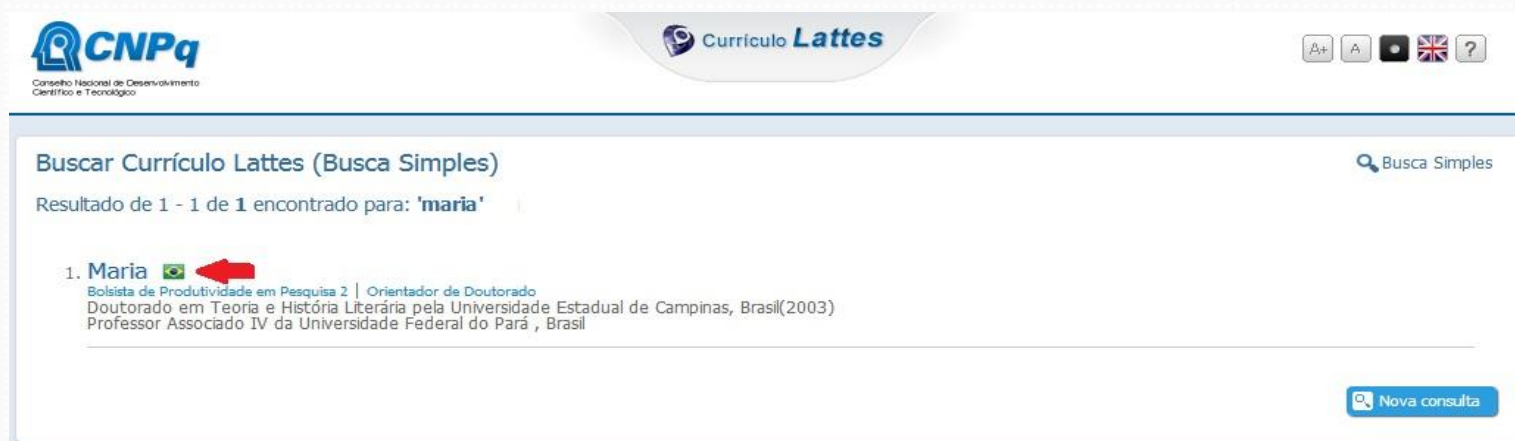 CNPq
Conselho Nacional de Desenvolvimento
Científico e Tecnológico
Currículo Lattes
A+ A ?
Buscar Currículo Lattes (Busca Simples)
Busca Simples
Resultado de 1 - 1 de 1 encontrado para: 'maria'
1. Maria
Bolsista de Produtividade em Pesquisa 2 | Orientador de Doutorado
Doutorado em Teoria e História Literária pela Universidade Estadual de Campinas, Brasil(2003)
Professor Associado IV da Universidade Federal do Pará , Brasil
Nova consulta